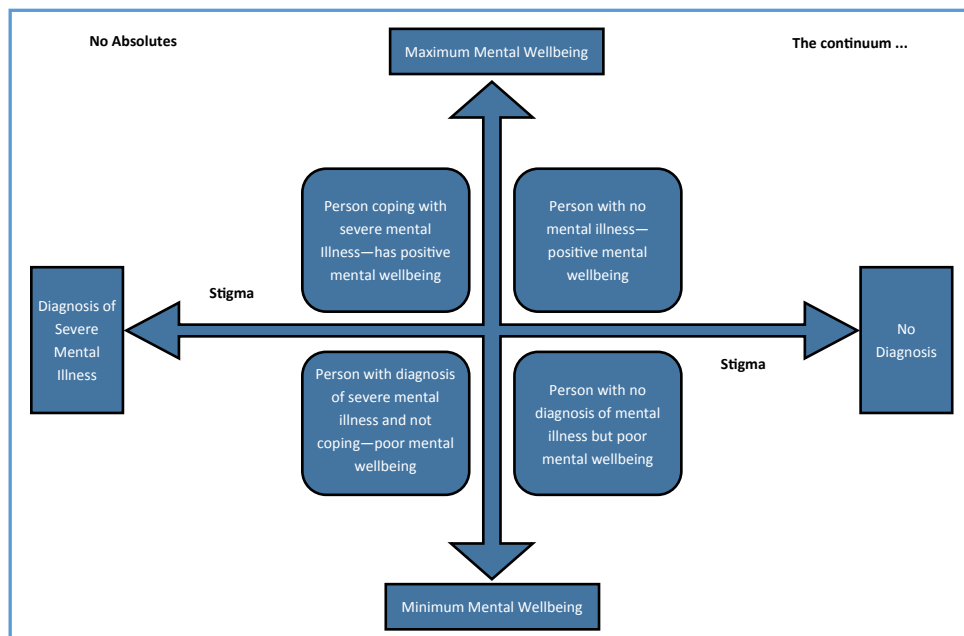 No Absolutes
Maximum Mental Wellbeing
The continuum ...
Person coping with
severe mental
Illness—has positive
mental wellbeing
Person with no
mental illness—
positive mental
wellbeing
Stigma
Diagnosis of
Severe
Mental
Illness
No
Diagnosis
Stigma
Person with diagnosis
of severe mental
illness and not
coping—poor mental
wellbeing
Person with no
diagnosis of mental
illness but poor
mental wellbeing
Minimum Mental Wellbeing